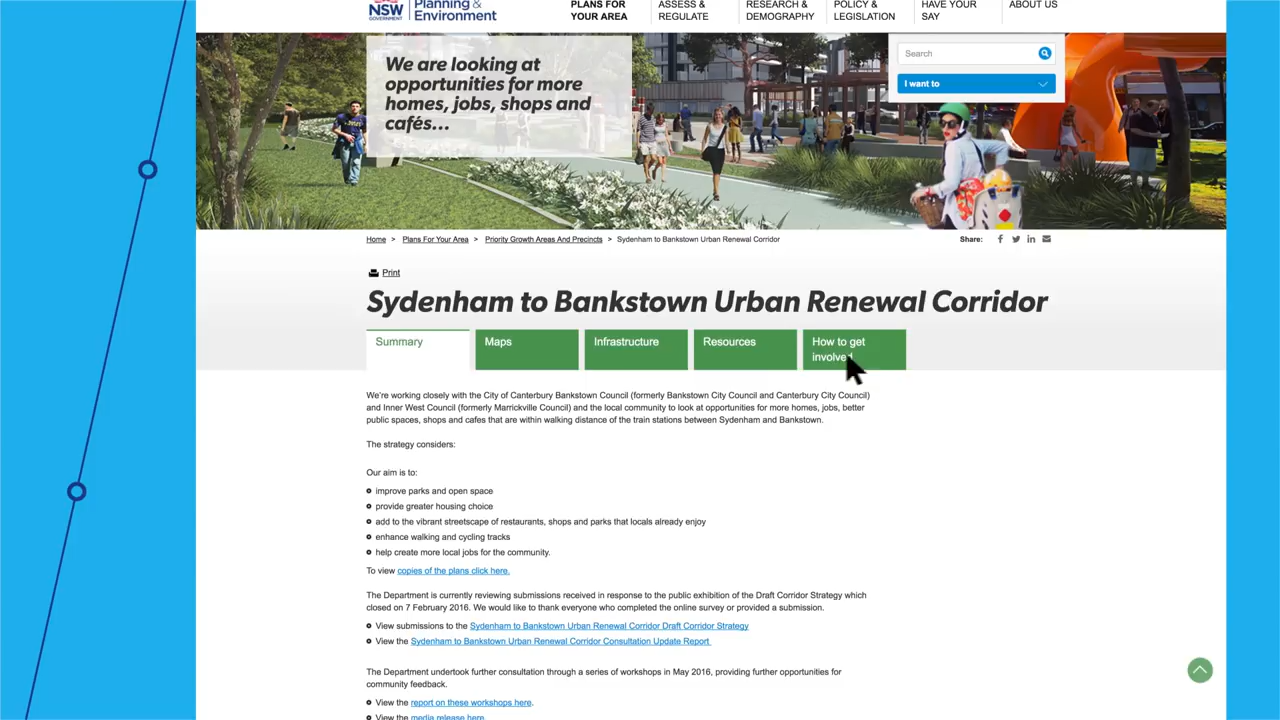 NSW
GOVERNMENT
Planning &
Environment
PLANS FOR
YOUR AREA
ASSESS &
REGULATE
RESEARCH &
DEMOGRAPHY
POLICY &
LEGISLATION
HAVE YOUR
SAY
ABOUT US
We are looking at
opportunities for more
homes, jobs, shops and
cafés...
Search
I want to
Home > Plans For Your Area > Priority Growth Areas And Precincts > Sydenham to Bankstown Urban Renewal Corridor
Share:
Print
Sydenham to Bankstown Urban Renewal Corridor
Summary
Maps
Infrastructure
Resources
How to get
involved
We're working closely with the City of Canterbury Bankstown Council (formerly Bankstown City Council and Canterbury City Council)
and Inner West Council (formerly Marrickville Council) and the local community to look at opportunities for more homes, jobs, better
public spaces, shops and cafes that are within walking distance of the train stations between Sydenham and Bankstown.
The strategy considers:
Our aim is to:
improve parks and open space
provide greater housing choice
add to the vibrant streetscape of restaurants, shops and parks that locals already enjoy
enhance walking and cycling tracks
help create more local jobs for the community.
To view copies of the plans click here.
The Department is currently reviewing submissions received in response to the public exhibition of the Draft Corridor Strategy which
closed on 7 February 2016. We would like to thank everyone who completed the online survey or provided a submission.
View submissions to the Sydenham to Bankstown Urban Renewal Corridor Draft Corridor Strategy
View the Sydenham to Bankstown Urban Renewal Corridor Consultation Update Report
The Department undertook further consultation through a series of workshops in May 2016, providing further opportunities for
community feedback.
View the report on these workshops here.
View the media release here.